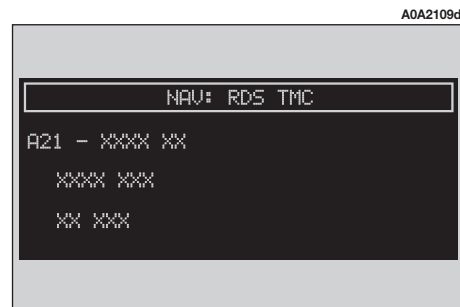 A0A2109d
NAV: RDS TMC
A21 - XXXX XX
XXXX XXX
XX XXX